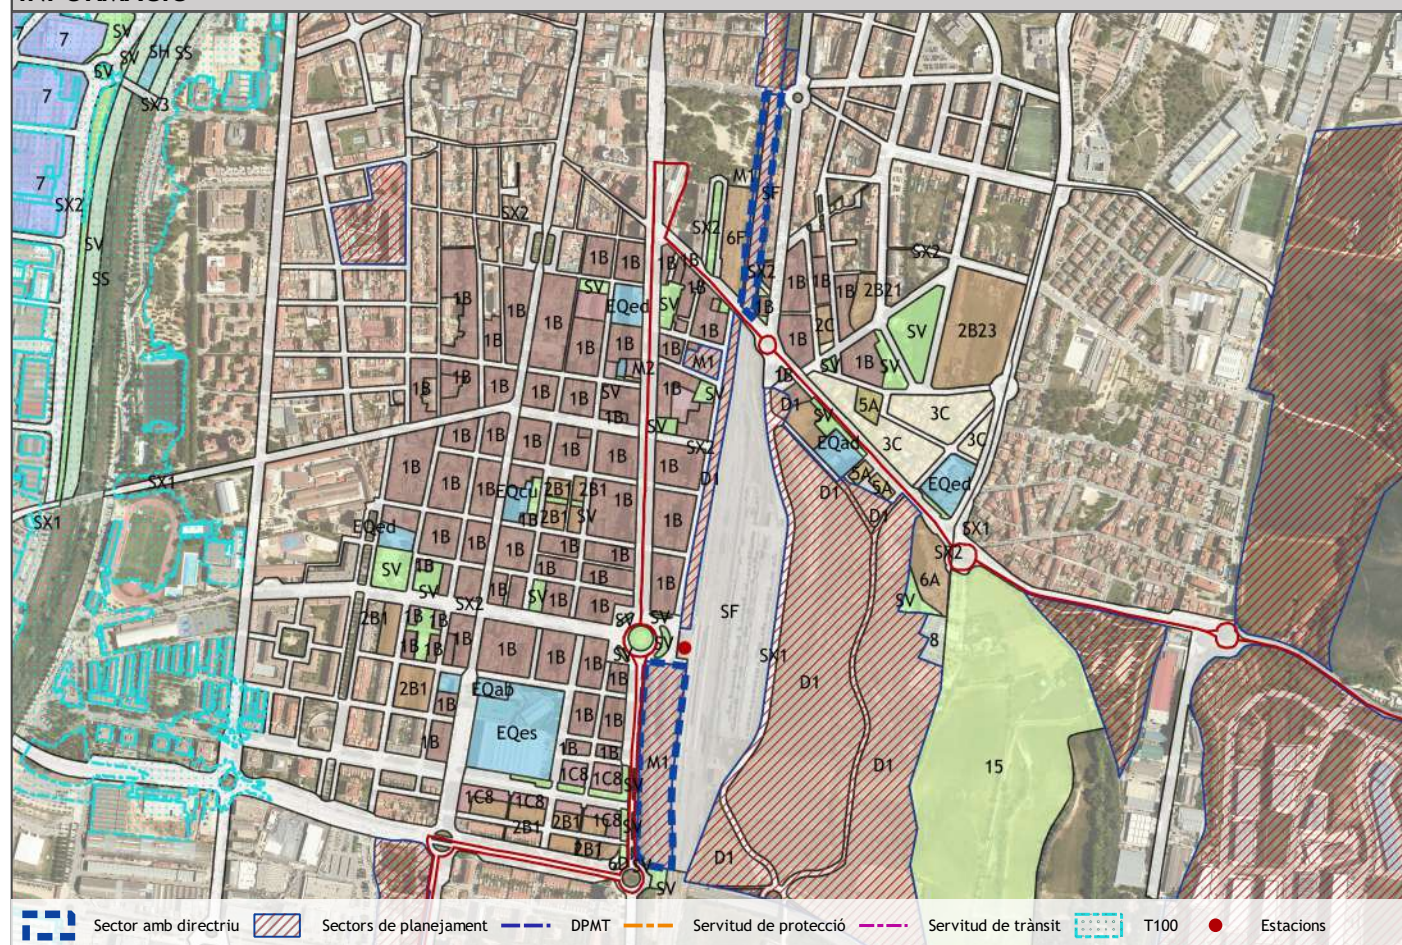 7
7
SV
SV
SH
SS
SV
7
SX3
7
SX2
SV
SS
SX2
M1
SF
SX2
6F
SX2
SX2
1B
1B
1B
1B
SV
EQed
SV
1B
1B
1B
1B
1B
2B21
1B
1B
1B
1B
1B
2C
1B
SV
2B23
1B
1B
M2
1B
M1
SV
1B
SV
1B
1B
1B
1B
1B
1B
SV
1B
SV
D1
SV
5A
3C
1B
SV
1B
1B
1B
1B
1B
SX2
EQad
3C
3C
1B
1B
1B
EQcu
2B1
2B1
1B
D1
5A
5A
EQed
SX1
SX1
EQed
1B
2B1
SV
1B
D1
D1
SX1
1B
1B
1B
1B
1B
SX2
SV
1B
SV
1B
1B
1B
6A
SX2
SV
1B
1B
SV
SV
SF
SV
2B1
1B
1B
1B
1B
1B
1B
1B
1B
SV
SV
8
SX1
2B1
EQab
1B
1B
1B
1B
D1
1B
EQes
1B
1B
M1
D1
15
1C8
1C8
SV
1C8
1C8
2B1
2B1
1C8
SV
2B1
D1
SV
Sector amb directriu
Sectors de planejament
DPMT
Servitud de protecció
Servitud de trànsit
T100
Estacions